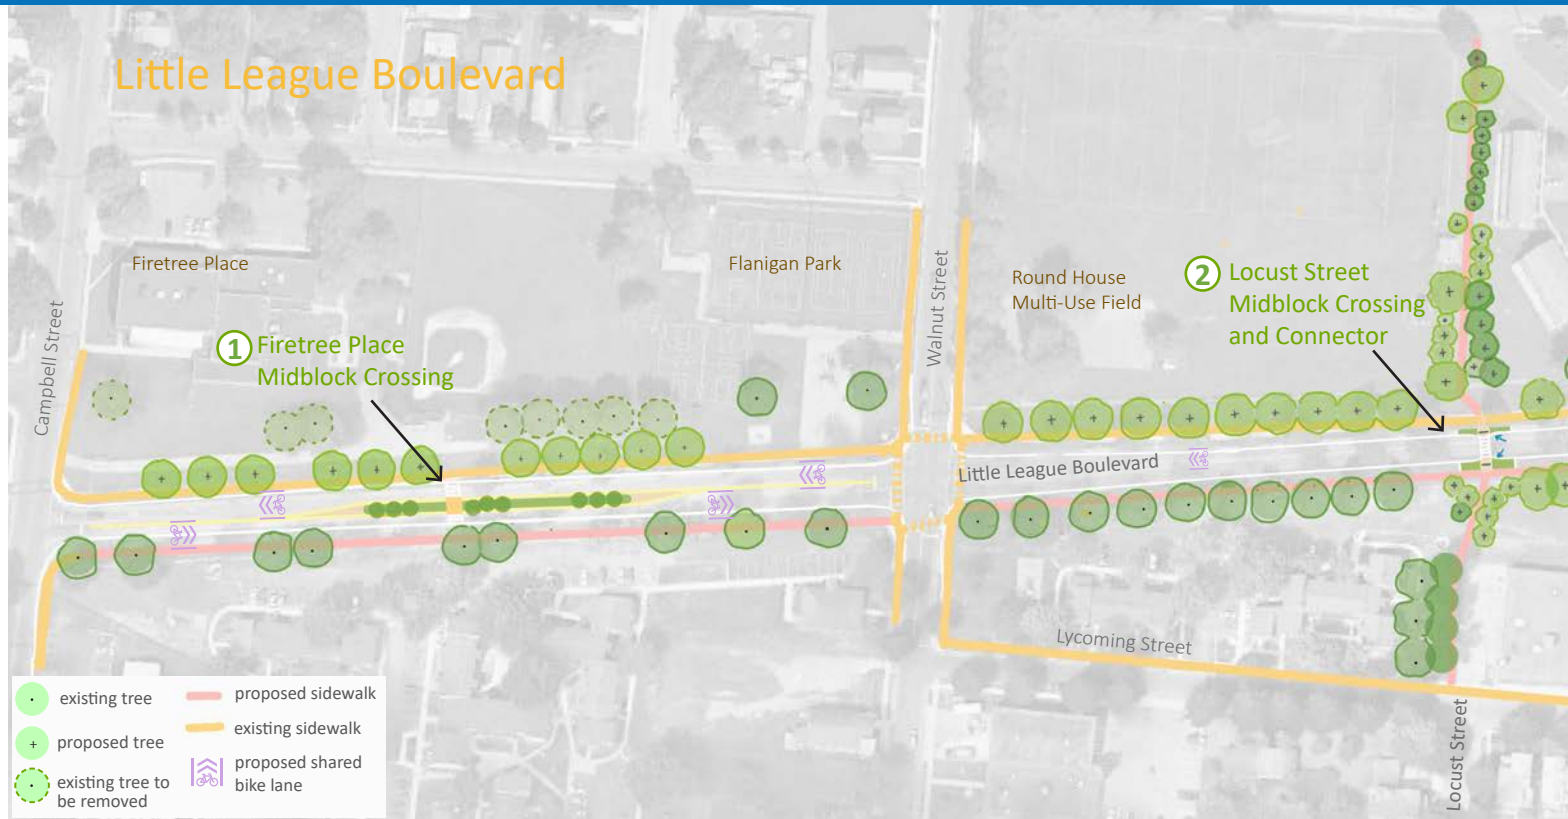 Little League Boulevard
Firetree Place
Flanigan Park
Round House
Multi-Use Field
2 Locust Street
Midblock Crossing
and Connector
1 Firetree Place
Midblock Crossing
Campbell Street
Walnut Street
Little League Boulevard
Lycoming Street
Locust Street
existing tree
proposed tree
existing tree to
be removed
proposed sidewalk
existing sidewalk
proposed shared
bike lane